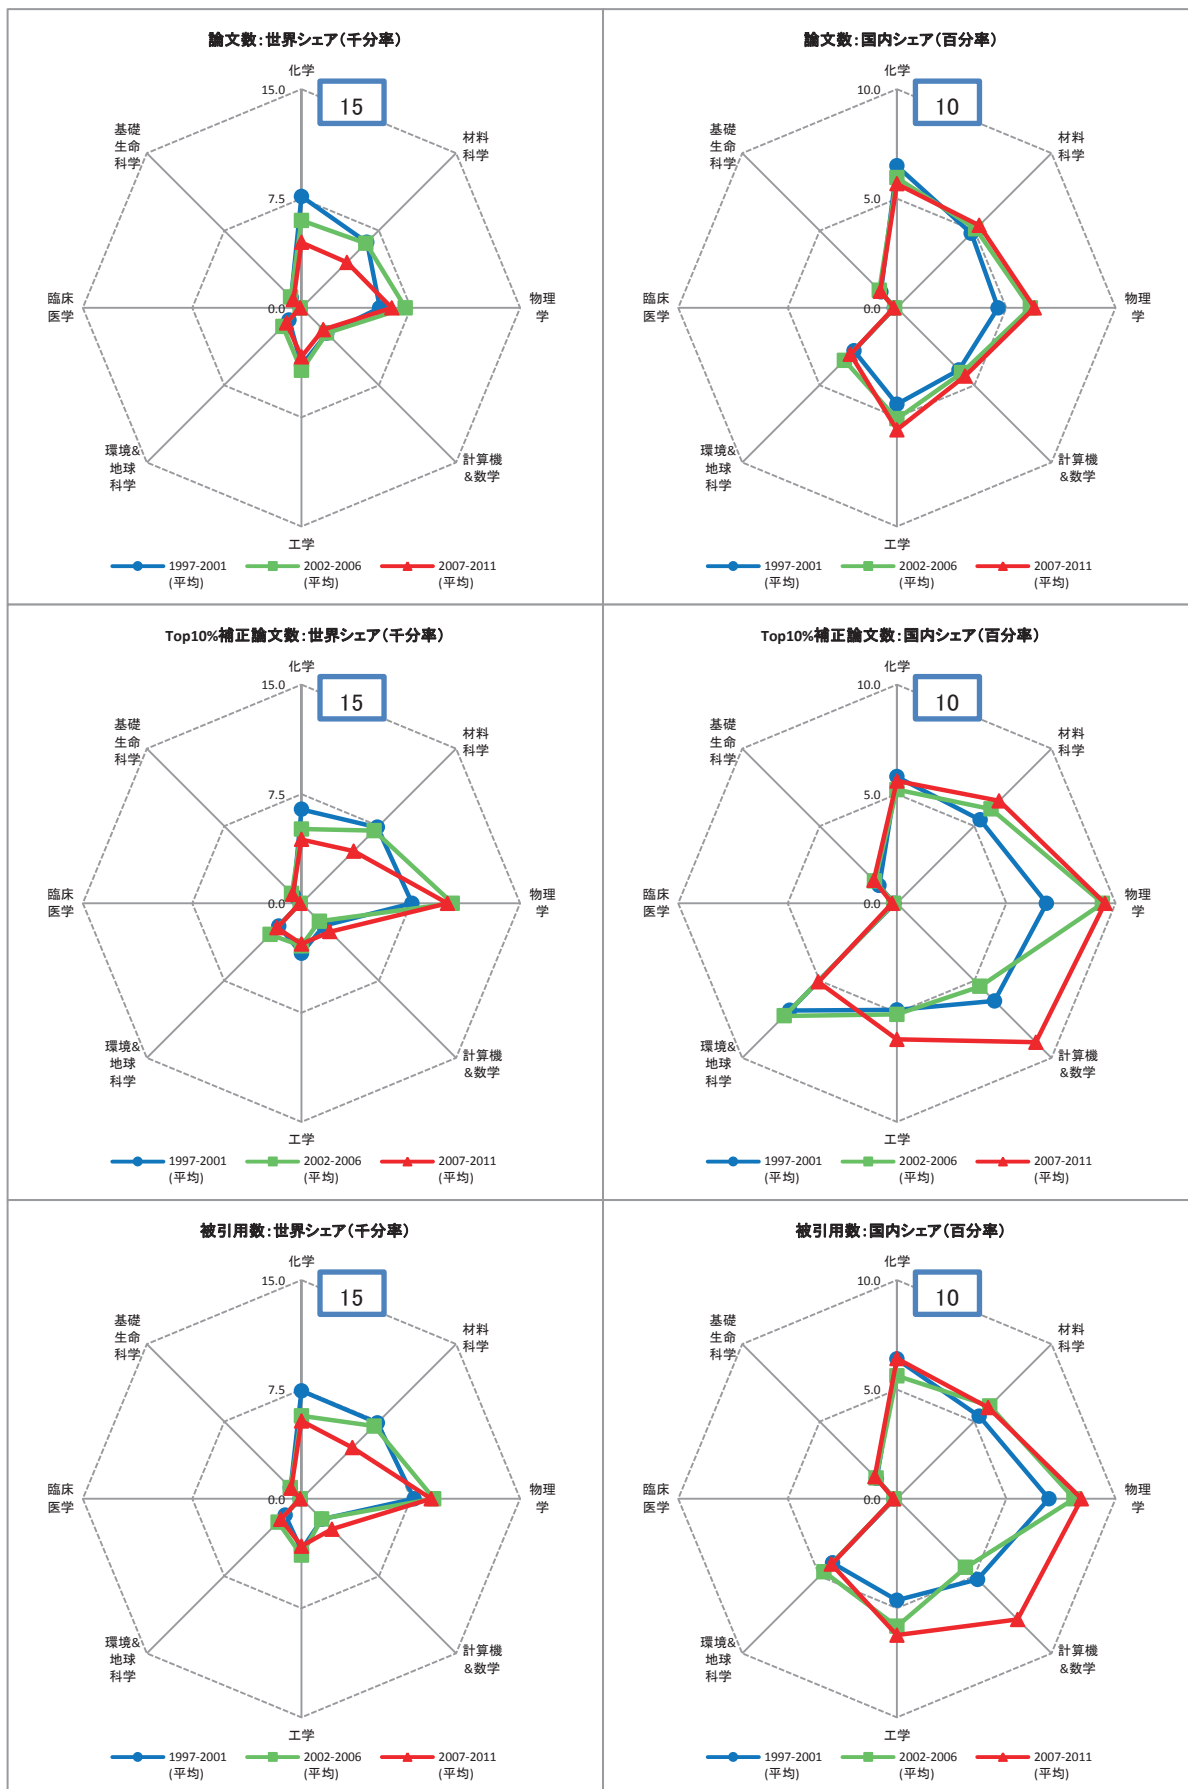 論文数:世界シェア(千分率)
化学
15.0
15
基礎
生命
科学
材料
科学
7.5
臨床
医学
0.0
物理
学
環境&
地球
科学
計算機
&数学
工学
1997-2001
(平均)
2002-2006
(平均)
2007-2011
(平均)
論文数:国内シェア(百分率)
化学
10.0
10
基礎
生命
科学
材料
科学
5.0
臨床
医学
0.0
物理
学
環境&
地球
科学
計算機
&数学
工学
1997-2001
(平均)
2002-2006
(平均)
2007-2011
(平均)
Top10%補正論文数:世界シェア(千分率)
化学
15.0
15
基礎
生命
科学
材料
科学
7.5
臨床
医学
0.0
物理
学
環境&
地球
科学
計算機
&数学
工学
1997-2001
(平均)
2002-2006
(平均)
2007-2011
(平均)
Top10%補正論文数:国内シェア(百分率)
化学
10.0
10
基礎
生命
科学
材料
科学
5.0
臨床
医学
0.0
物理
学
環境&
地球
科学
計算機
&数学
工学
1997-2001
(平均)
2002-2006
(平均)
2007-2011
(平均)
被引用数:世界シェア(千分率)
化学
15.0
15
基礎
生命
科学
材料
科学
7.5
臨床
医学
0.0
物理
学
環境&
地球
科学
計算機
&数学
工学
1997-2001
(平均)
2002-2006
(平均)
2007-2011
(平均)
被引用数:国内シェア(百分率)
化学
10.0
10
基礎
生命
科学
材料
科学
5.0
臨床
医学
0.0
物理
学
環境&
地球
科学
計算機
&数学
工学
1997-2001
(平均)
2002-2006
(平均)
2007-2011
(平均)